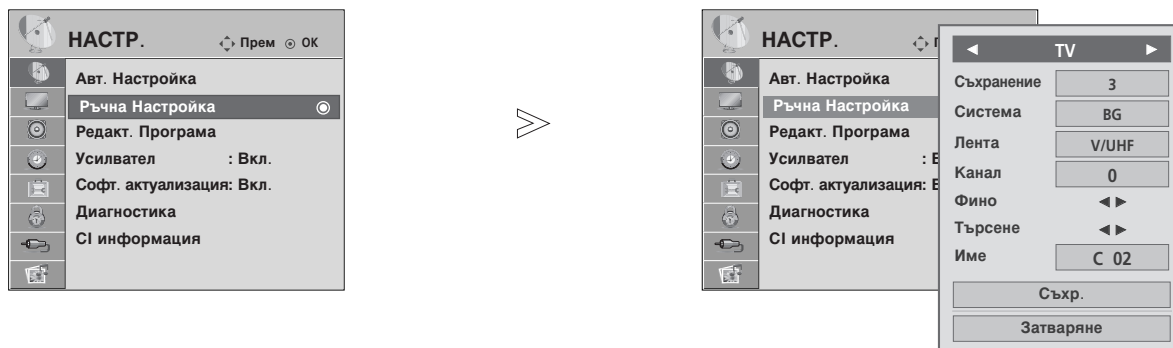 НАСТР. Прем ОК
Авт. Настройка
Ръчна Настройка
Редакт. Програма
Усилвател : Вкл.
Софт. актуализация: Вкл.
Диагностика
CI информация
НАСТР.
Авт. Настройка
Ръчна Настройка
Редакт. Програма
Усилвател :
Софт. актуализация:
Диагностика
CI информация
◄ TV ►
Съхранение 3
Система BG
Лента V/UHF
Канал 0
Фино ◄ ►
Търсене ◄ ►
Име C 02
Съхр.
Затваряне